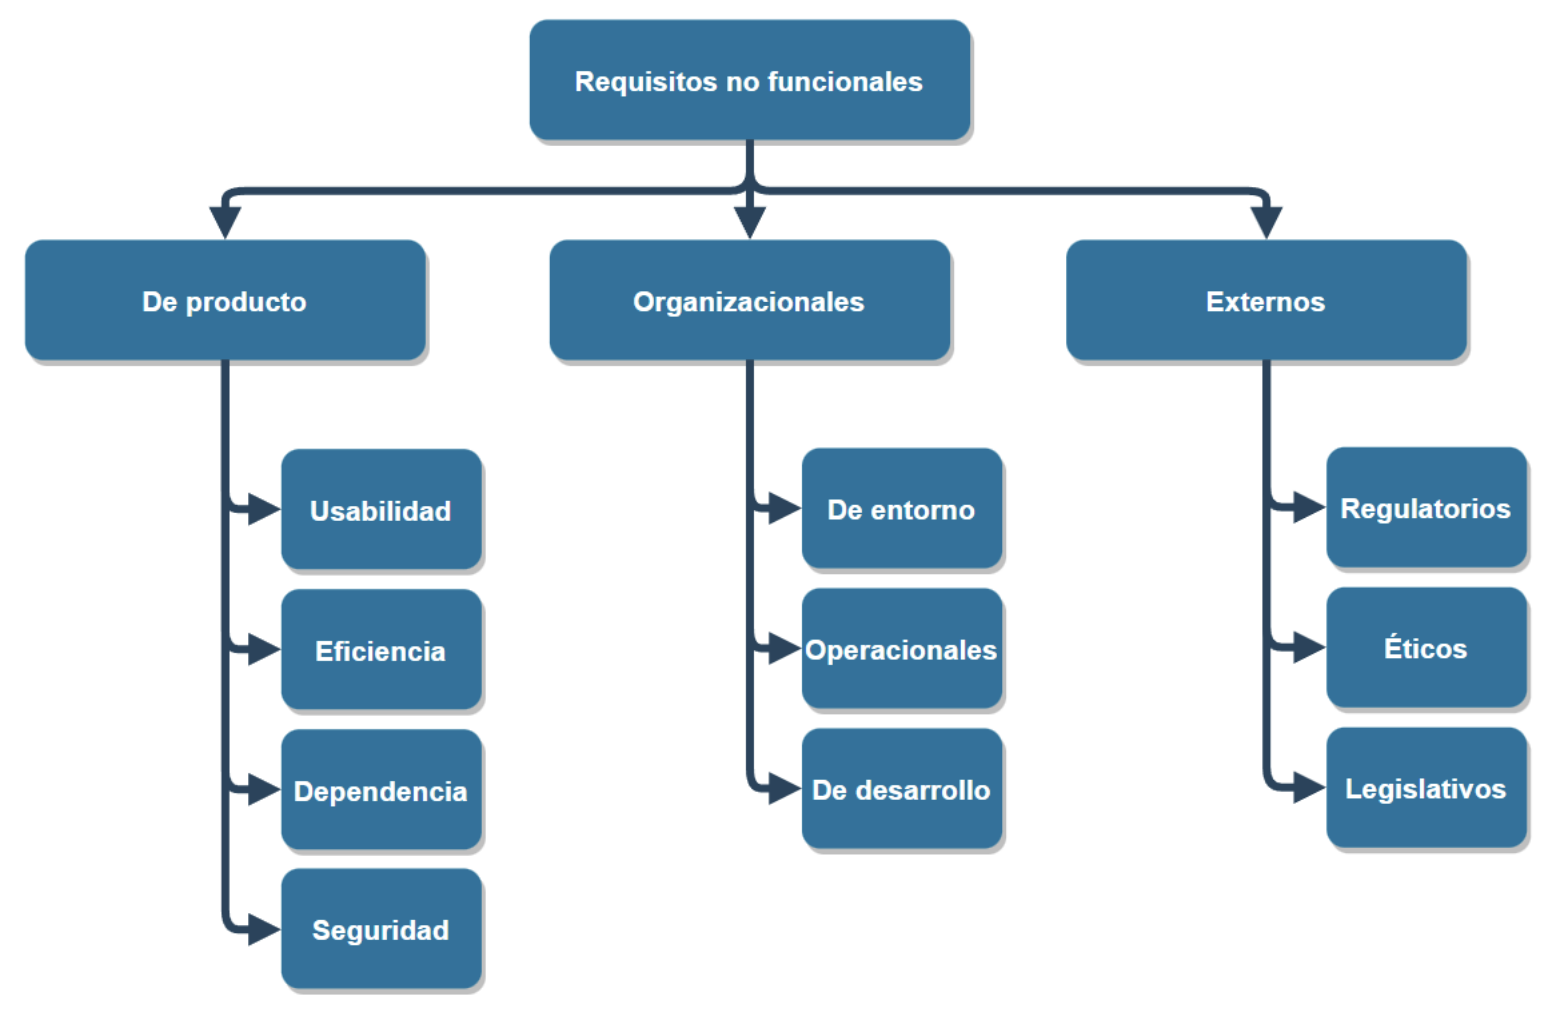 Requisitos no funcionales
De producto
Organizacionales
Externos
Usabilidad
Eficiencia
Dependencia
Seguridad
De entorno
Operacionales
De desarrollo
Regulatorios
Éticos
Legislativos